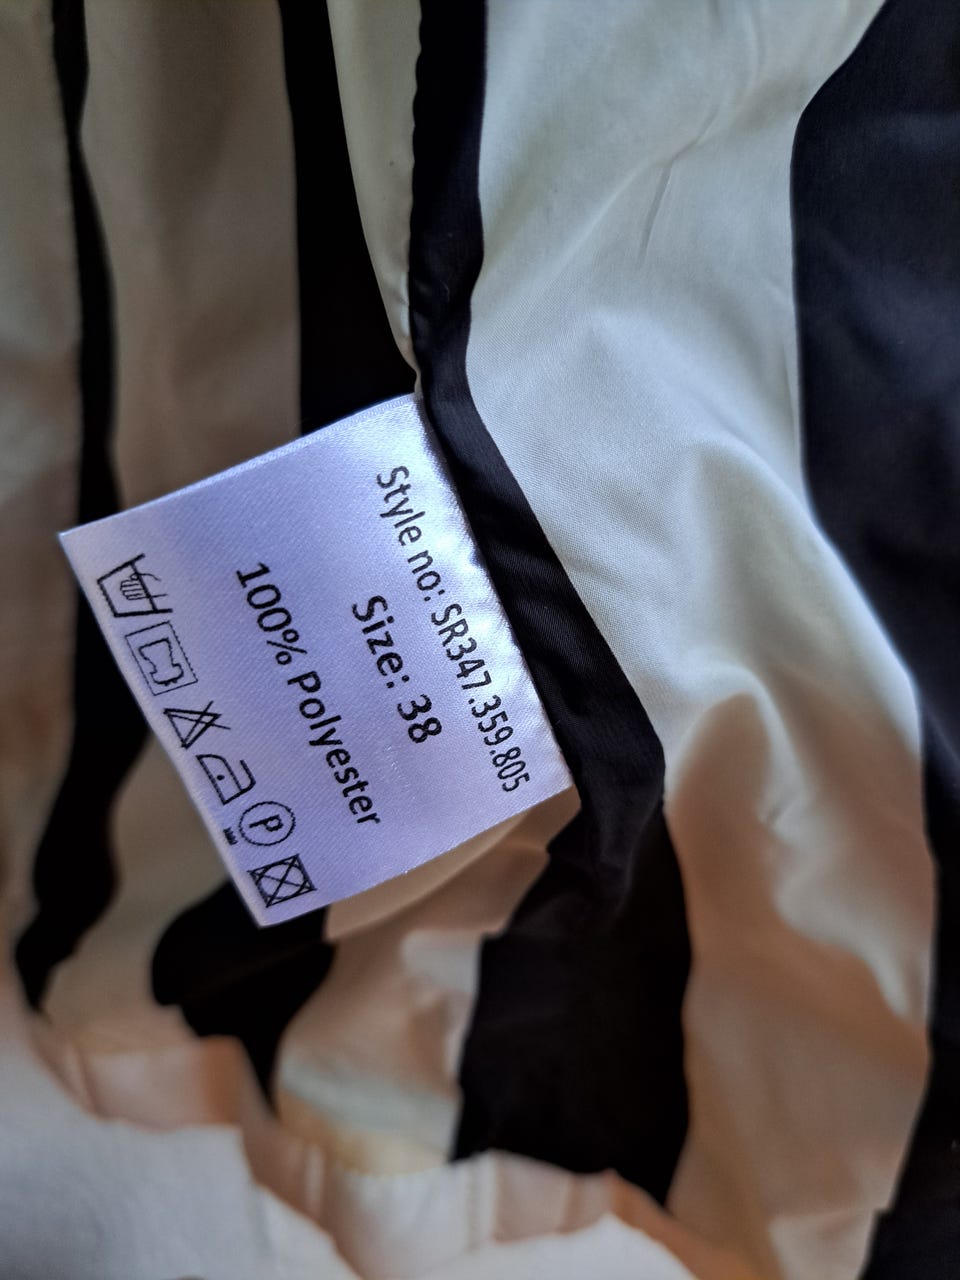 Style no: SR347.359.805
Size: 38
100% Polyester
P